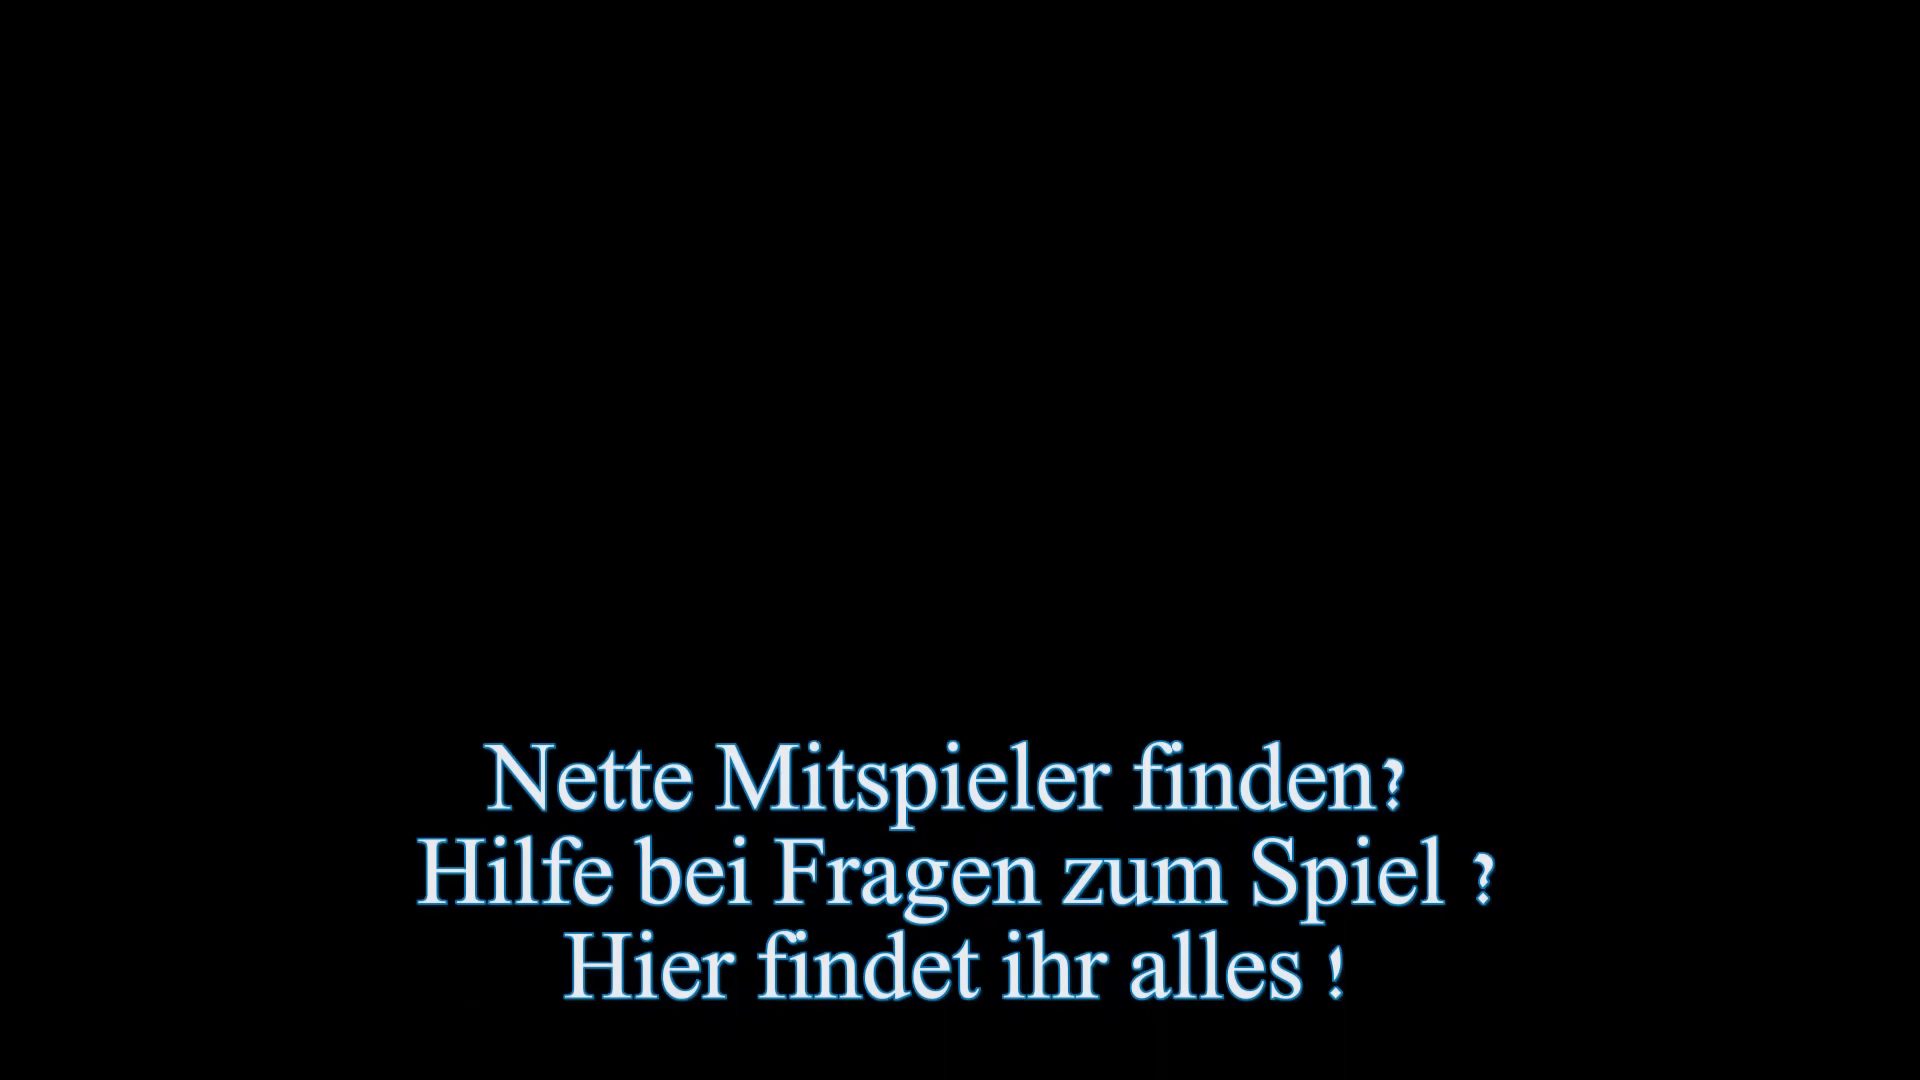 Nette Mitspieler finden?
Hilfe bei Fragen zum Spiel ?
Hier findet ihr alles !